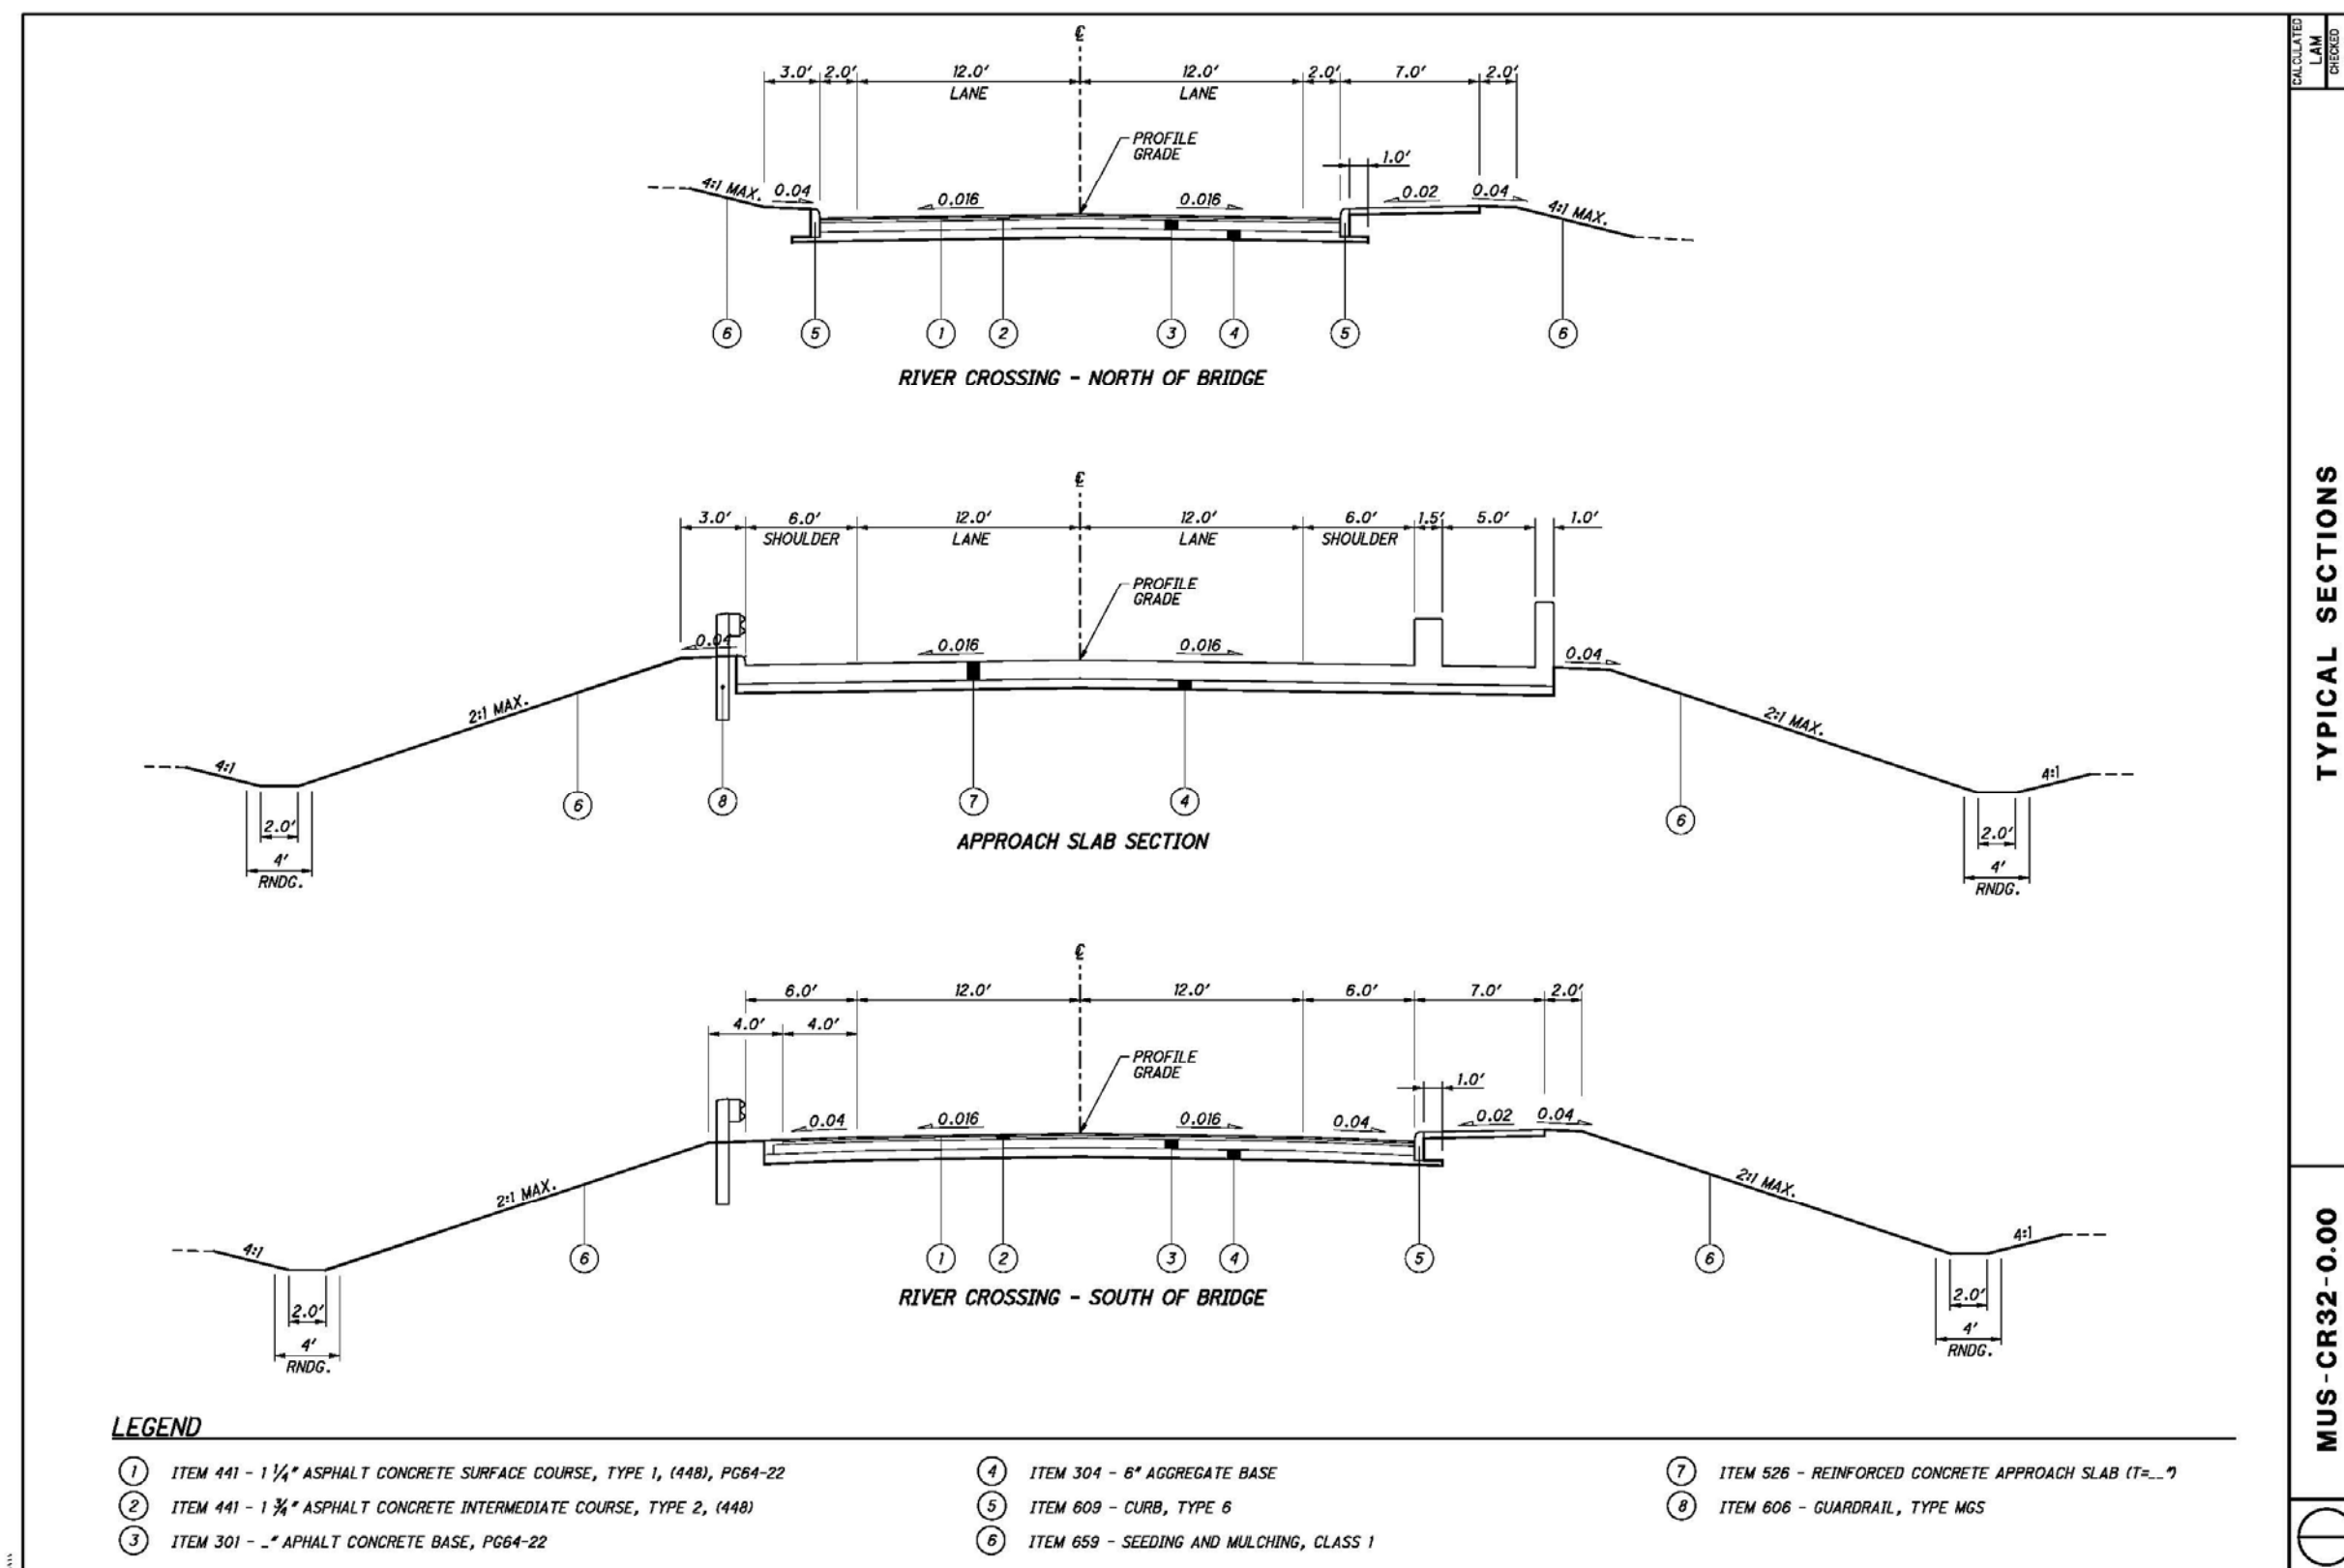 ℄
3.0' 2.0' 12.0' 12.0' 2.0' 7.0' 2.0'
LANE LANE
PROFILE
GRADE
1.0'
4:1 MAX. 0.04 0.016 0.016 0.02 0.04 4:1 MAX.
6 5 1 2 3 4 5 6
RIVER CROSSING - NORTH OF BRIDGE
℄
3.0' 6.0' 12.0' 12.0' 6.0' 1.5' 5.0' 1.0'
SHOULDER LANE LANE SHOULDER
PROFILE
GRADE
0.04 0.016 0.016 0.04
2:1 MAX. 2:1 MAX.
4:1 4:1
6 8 7 4 6
2.0' 2.0'
4' 4'
RNDG. RNDG.
APPROACH SLAB SECTION
℄
6.0' 12.0' 12.0' 6.0' 7.0' 2.0'
4.0' 4.0'
PROFILE
GRADE
1.0'
0.04 0.016 0.016 0.04 0.02 0.04
2:1 MAX. 2:1 MAX.
4:1 4:1
6 1 2 3 4 5 6
2.0' 2.0'
4' 4'
RNDG. RNDG.
RIVER CROSSING - SOUTH OF BRIDGE
LEGEND
1 ITEM 441 - 1 1/4" ASPHALT CONCRETE SURFACE COURSE, TYPE 1, (448), PG64-22
2 ITEM 441 - 1 3/4" ASPHALT CONCRETE INTERMEDIATE COURSE, TYPE 2, (448)
3 ITEM 301 - _" APHALT CONCRETE BASE, PG64-22
4 ITEM 304 - 6" AGGREGATE BASE
5 ITEM 609 - CURB, TYPE 6
6 ITEM 659 - SEEDING AND MULCHING, CLASS 1
7 ITEM 526 - REINFORCED CONCRETE APPROACH SLAB (T=__")
8 ITEM 606 - GUARDRAIL, TYPE MGS
CALCULATED
LAM
CHECKED
TYPICAL SECTIONS
MUS-CR32-0.00